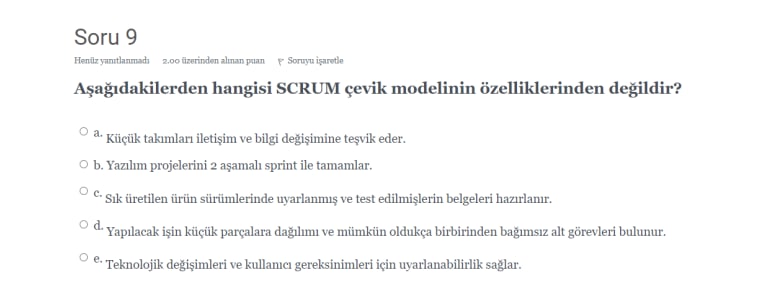 Soru 9
Henüz yanıtlanmadı 2.00 üzerinden alınan puan Soruyu işaretle
Aşağıdakilerden hangisi SCRUM çevik modelinin özelliklerinden değildir?
a. Küçük takımları iletişim ve bilgi değişimine teşvik eder.
b. Yazılım projelerini 2 aşamalı sprint ile tamamlar.
c. Sık üretilen ürün sürümlerinde uyarlanmış ve test edilmişlerin belgeleri hazırlanır.
d. Yapılacak işin küçük parçalara dağılımı ve mümkün oldukça birbirinden bağımsız alt görevleri bulunur.
e. Teknolojik değişimleri ve kullanıcı gereksinimleri için uyarlanabilirlik sağlar.